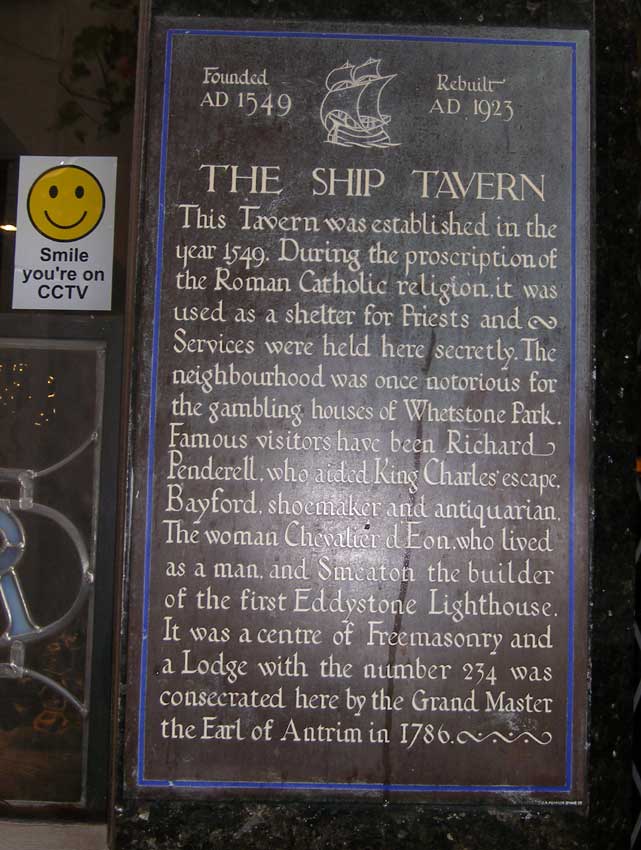 Founded
AD 1549
Rebuilt
AD. 1923
THE SHIP TAVERN
This Tavern was established in the
year 1549. During the proscription of
the Roman Catholic religion, it was
used as a shelter for Priests and
Services were held here secretly. The
neighbourhood was once notorious for
the gambling houses of Whetstone Park.
Famous visitors have been Richard
Penderell, who aided King Charles' escape,
Bayford, shoemaker and antiquarian.
The woman Chevalier d'Eon, who lived
as a man, and Smeaton the builder
of the first Eddystone Lighthouse.
It was a centre of Freemasonry and
a Lodge with the number 234 was
consecrated here by the Grand Master
the Earl of Antrim in 1786.
Smile
you're on
CCTV